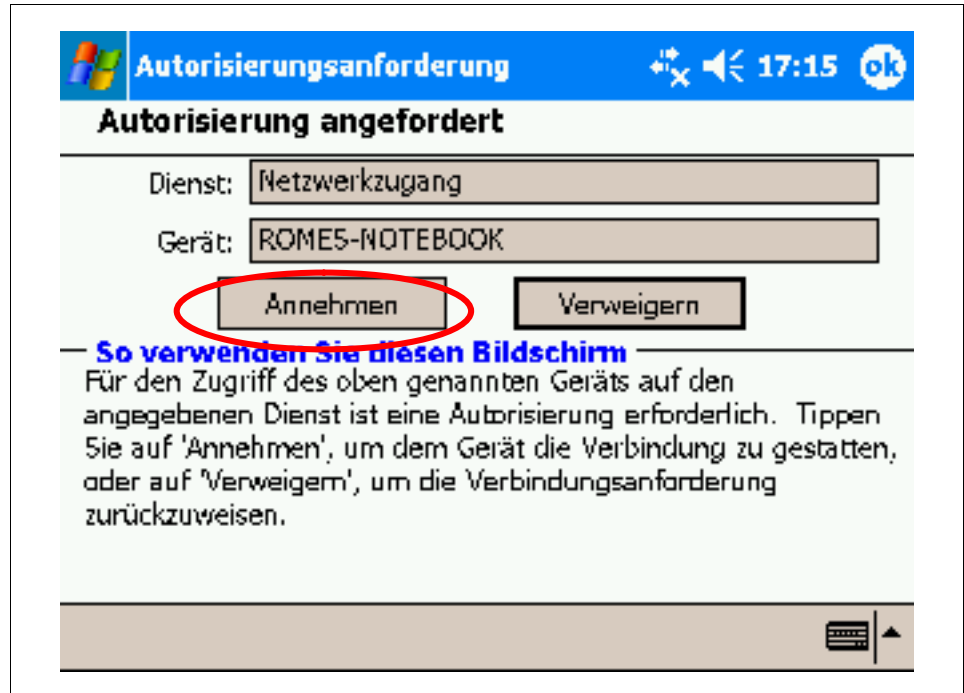 Autorisierungsanforderung 17:15 ok
Autorisierung angefordert
Dienst: Netzwerkzugang
Gerät: ROME5-NOTEBOOK
Annehmen Verweigern
So verwenden Sie diesen Bildschirm
Für den Zugriff des oben genannten Geräts auf den
angegebenen Dienst ist eine Autorisierung erforderlich. Tippen
Sie auf 'Annehmen', um dem Gerät die Verbindung zu gestatten,
oder auf 'Verweigern', um die Verbindungsanforderung
zurückzuweisen.